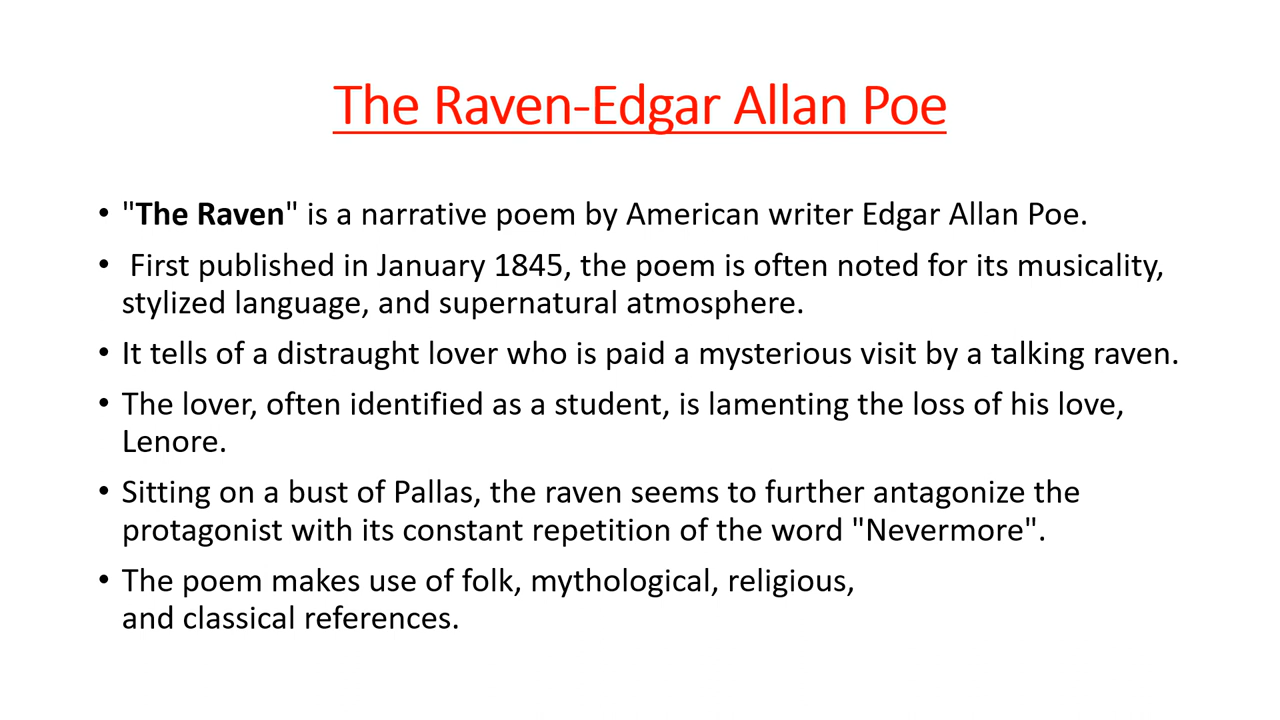 The Raven-Edgar Allan Poe
• "The Raven" is a narrative poem by American writer Edgar Allan Poe.
• First published in January 1845, the poem is often noted for its musicality,
stylized language, and supernatural atmosphere.
• It tells of a distraught lover who is paid a mysterious visit by a talking raven.
• The lover, often identified as a student, is lamenting the loss of his love,
Lenore.
• Sitting on a bust of Pallas, the raven seems to further antagonize the
protagonist with its constant repetition of the word "Nevermore".
• The poem makes use of folk, mythological, religious,
and classical references.